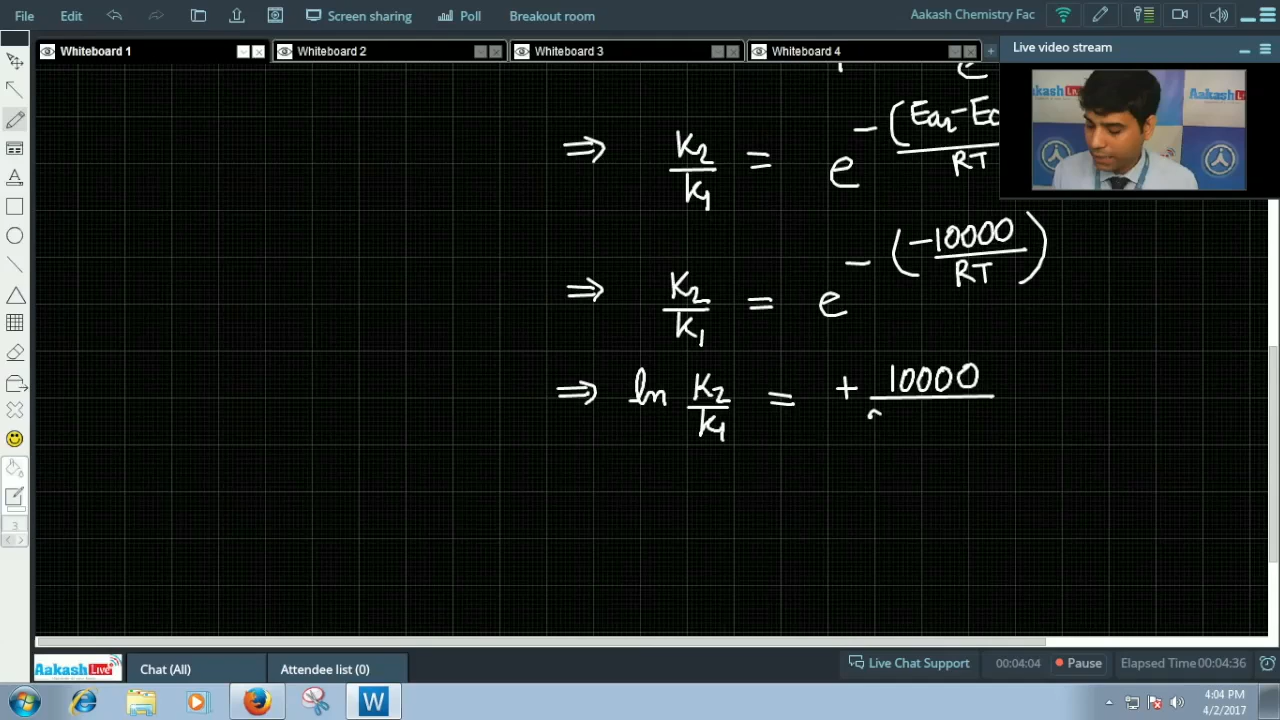 File Edit Screen sharing Poll Breakout room Aakash Chemistry Fac
Whiteboard 1 Whiteboard 2 Whiteboard 3 Whiteboard 4 +
Live video stream
Aakash Live
e
⇒ K2/k1 = e^-(Ea2-Ea/RT
⇒ K2/K1 = e^-(-10000/RT)
⇒ ln K2/k1 = + 10000
3
Aakash Live Chat (All) Attendee list (0) Live Chat Support 00:04:04 Pause Elapsed Time 00:04:36
W
4:04 PM
4/2/2017